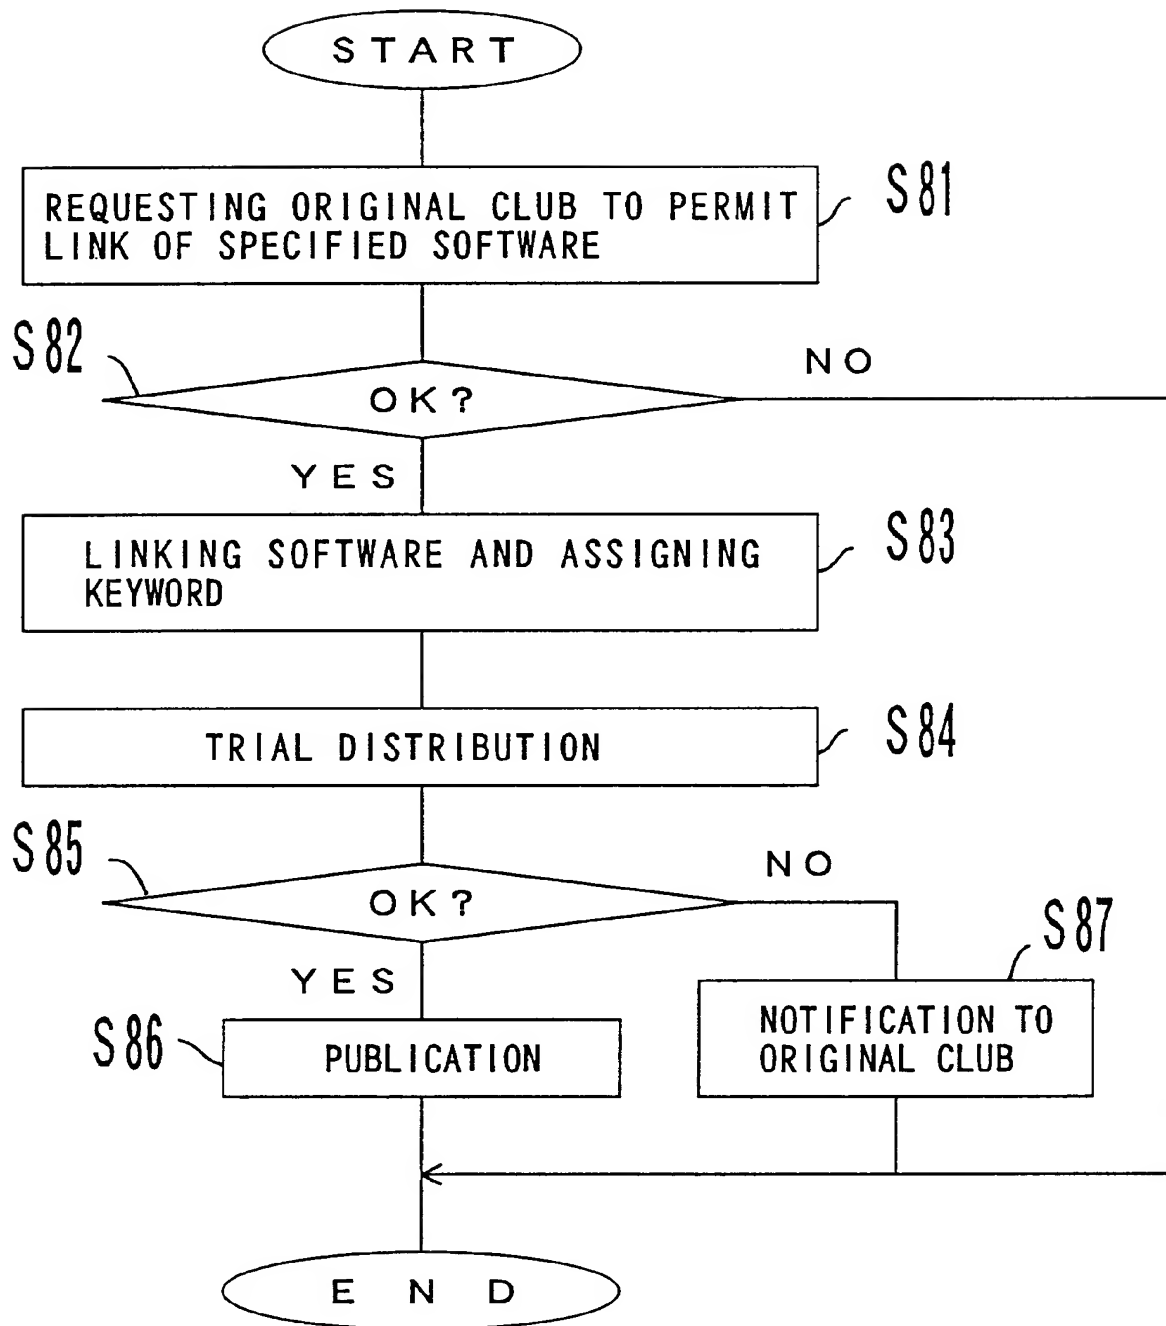 START
REQUESTING ORIGINAL CLUB TO PERMIT
LINK OF SPECIFIED SOFTWARE
S81
S82
OK?
NO
YES
LINKING SOFTWARE AND ASSIGNING
KEYWORD
S83
TRIAL DISTRIBUTION
S84
S85
OK?
NO
YES
S87
NOTIFICATION TO
ORIGINAL CLUB
S86
PUBLICATION
END